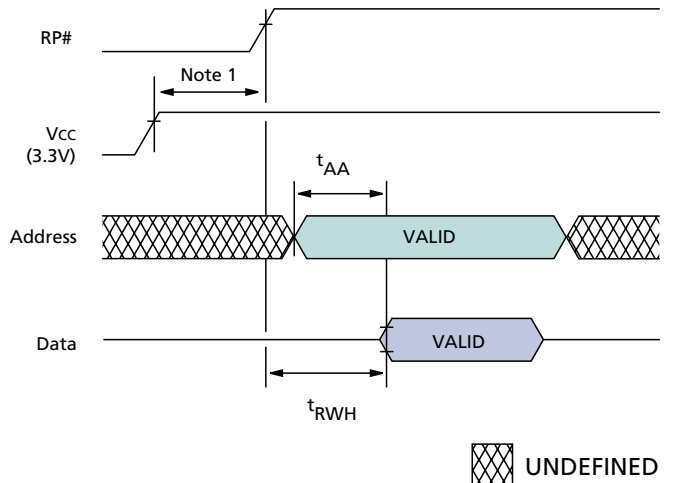 RP#
Note 1
VCC
(3.3V)
tAA
Address
VALID
Data
VALID
tRWH
UNDEFINED